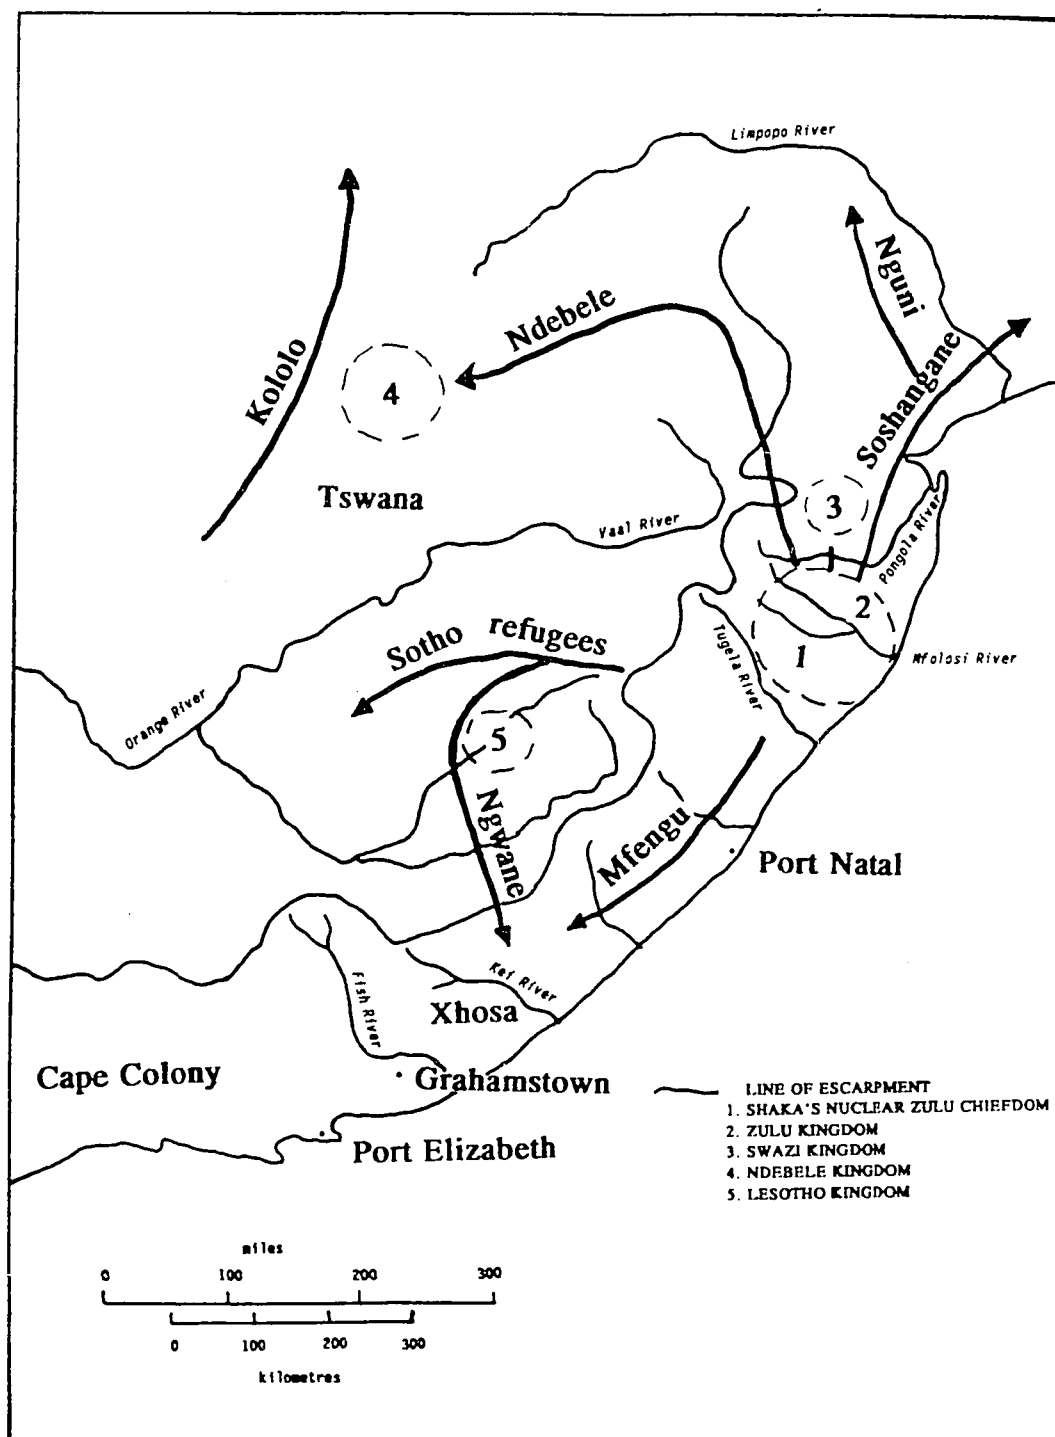 Limpopo River
Nguni
Ndebele
Kololo
Soshangane
4
Tswana
3
Vaal River
Pongola River
2
Sotho refugees
Tugela River
1
Mfolosi River
Orange River
5
Ngwane
Mfengu
Port Natal
Kei River
Fish River
Xhosa
Cape Colony
Grahamstown
Port Elizabeth
LINE OF ESCARPMENT
1. SHAKA'S NUCLEAR ZULU CHIEFDOM
2. ZULU KINGDOM
3. SWAZI KINGDOM
4. NDEBELE KINGDOM
5. LESOTHO KINGDOM
miles
0 100 200 300
0 100 200 300
kilometres